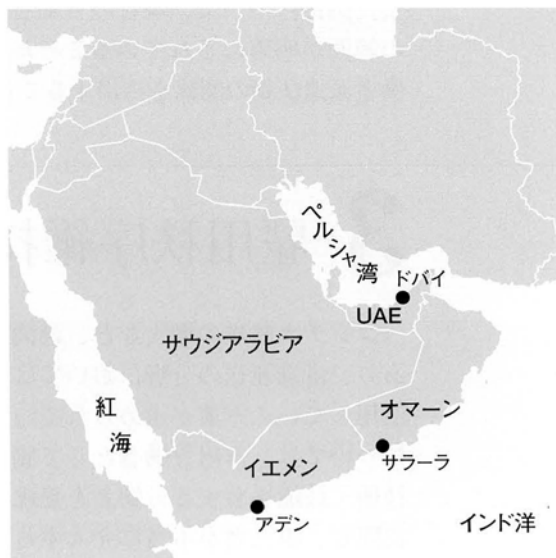 ペルシャ湾
ドバイ
UAE
サウジアラビア
オマーン
紅海
サラーラ
イエメン
アデン
インド洋